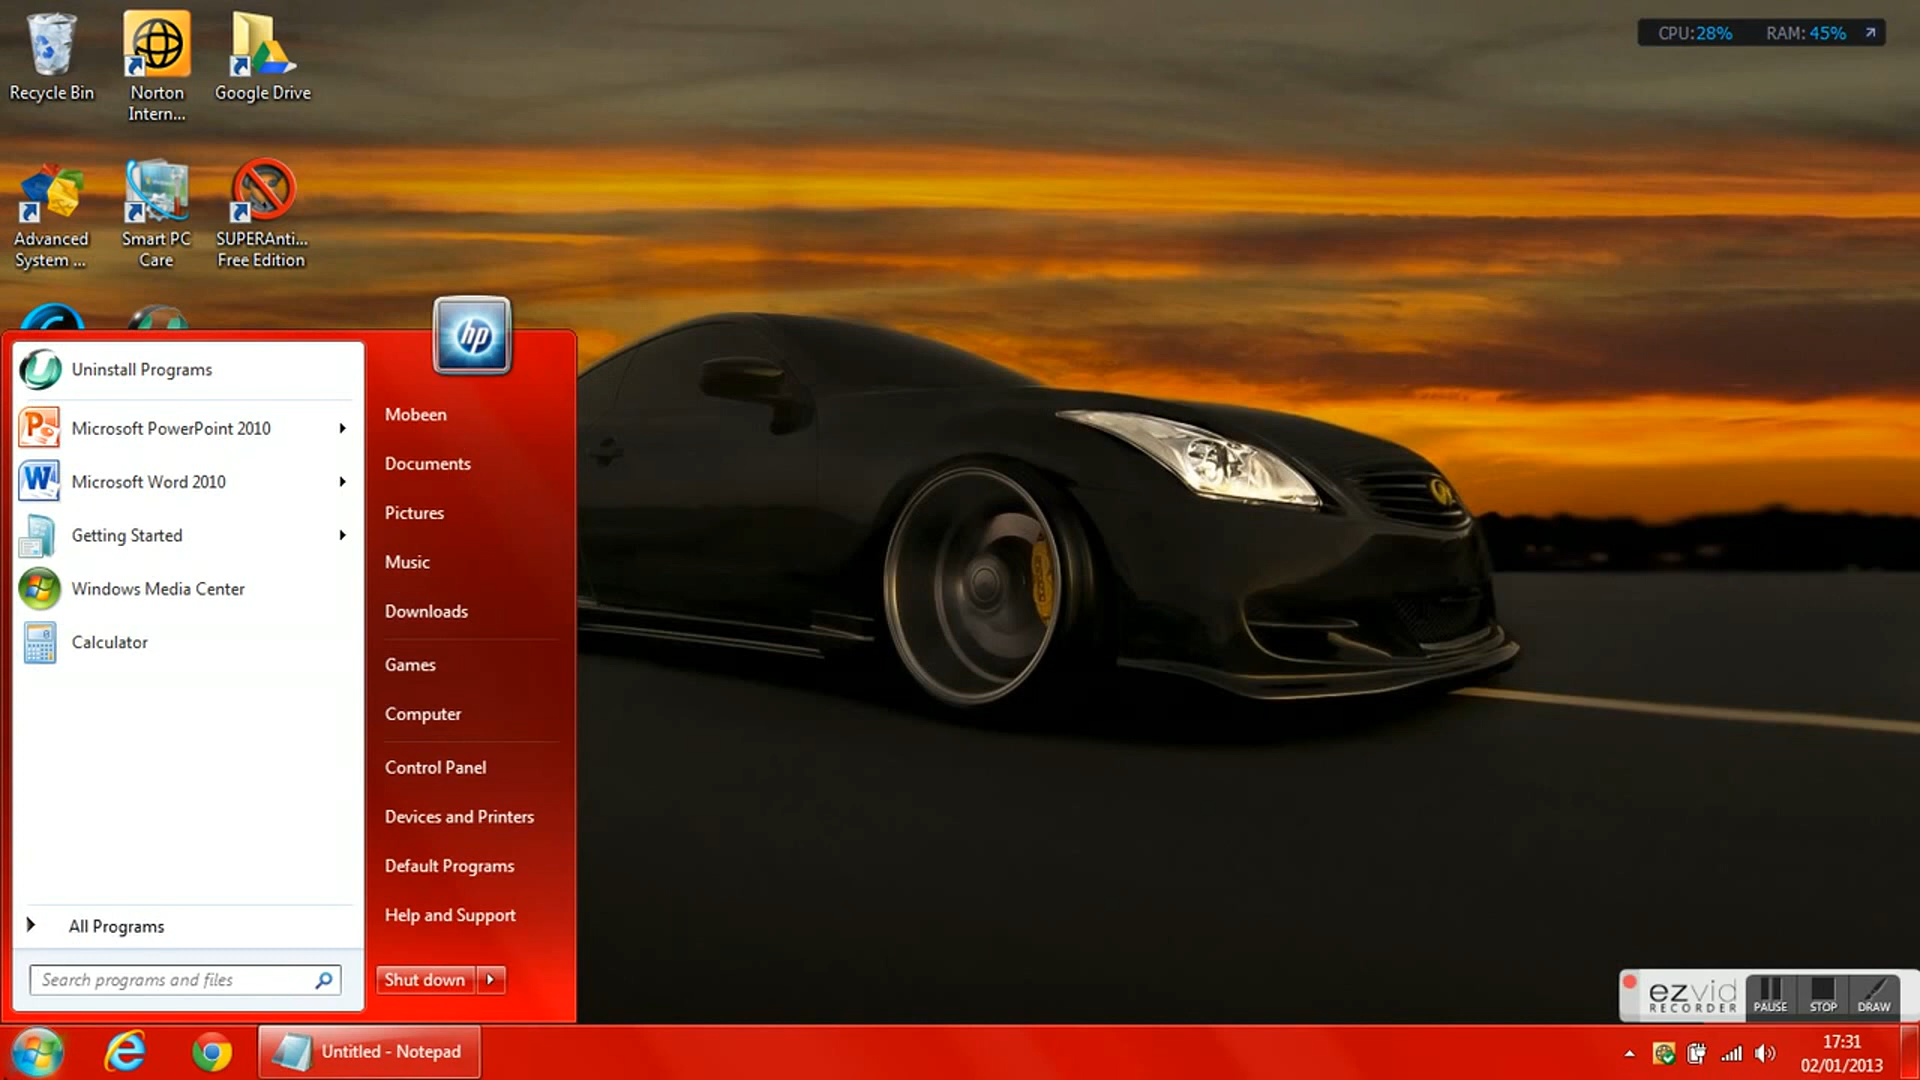 Recycle Bin
Norton
Intern...
Google Drive
CPU:28% RAM: 45%
Advanced
System ...
Smart PC
Care
SUPERAnti...
Free Edition
hp
Uninstall Programs
Microsoft PowerPoint 2010
Microsoft Word 2010
Getting Started
Windows Media Center
Calculator
All Programs
Search programs and files
Mobeen
Documents
Pictures
Music
Downloads
Games
Computer
Control Panel
Devices and Printers
Default Programs
Help and Support
Shut down
ezvid
RECORDER
PAUSE
STOP
DRAW
Untitled - Notepad
17:31
02/01/2013